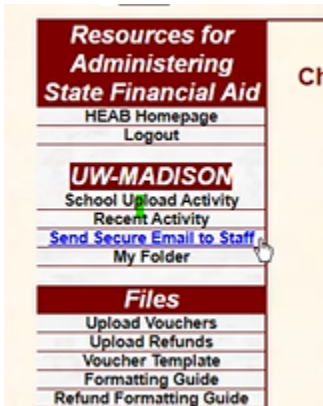 Resources for
Administering
State Financial Aid
Ch
HEAB Homepage
Logout
UW-MADISON
School Upload Activity
Recent Activity
Send Secure Email to Staff
My Folder
Files
Upload Vouchers
Upload Refunds
Voucher Template
Formatting Guide
Refund Formatting Guide